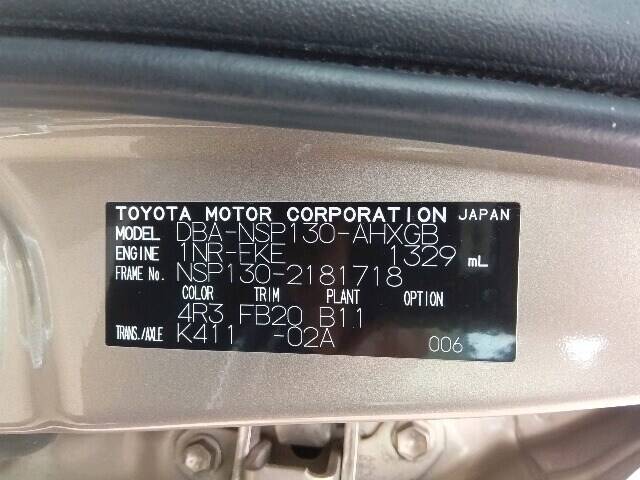 TOYOTA MOTOR CORPORATION JAPAN
MODEL DBA-NSP130-AHXGB
ENGINE 1NR-EKE 1329 mL
FRAME No. NSP130-2181718
COLOR TRIM PLANT OPTION
4R3 FB20 B11
TRANS./AXLE K411 -02A 006